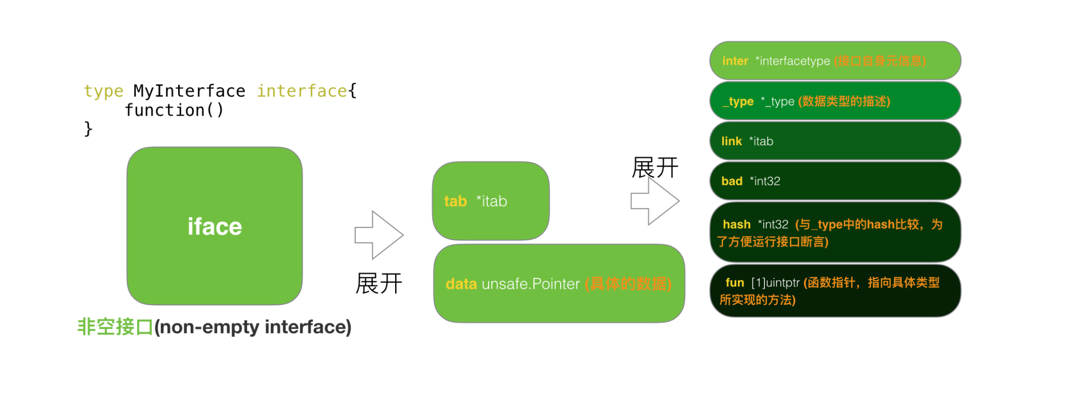 type MyInterface interface{
function()
}
iface
展开
非空接口(non-empty interface)
tab *itab
data unsafe.Pointer (具体的数据)
展开
inter *interfacetype (接口自身元信息)
_type *_type (数据类型的描述)
link *itab
bad *int32
hash *int32 (与_type中的hash比较，为
了方便运行接口断言)
fun [1]uintptr (函数指针，指向具体类型
所实现的方法)